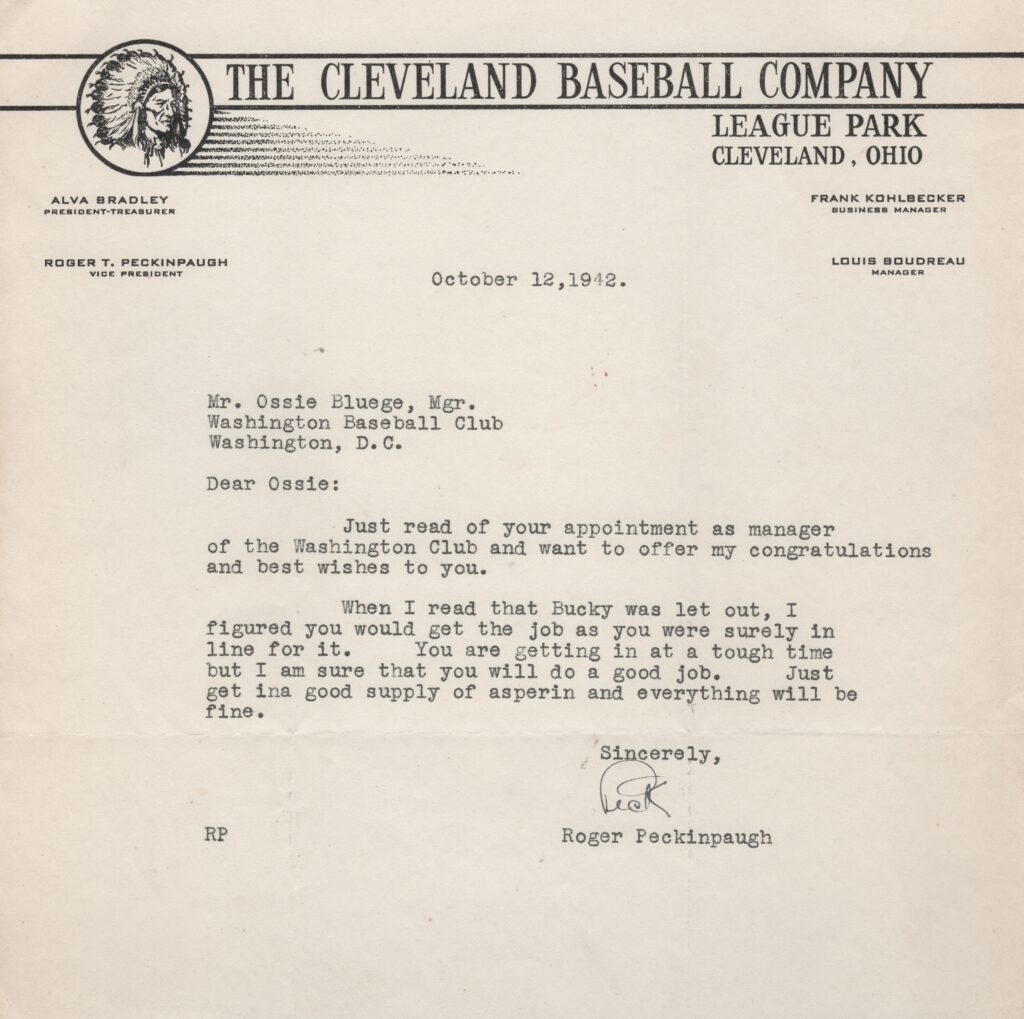 THE CLEVELAND BASEBALL COMPANY
LEAGUE PARK
CLEVELAND, OHIO
ALVA BRADLEY
PRESIDENT-TREASURER
FRANK KOHLBECKER
BUSINESS MANAGER
ROGER T. PECKINPAUGH
VICE PRESIDENT
LOUIS BOUDREAU
MANAGER
October 12,1942.
Mr. Ossie Bluege, Mgr.
Washington Baseball Club
Washington, D.C.
Dear Ossie:
Just read of your appointment as manager
of the Washington Club and want to offer my congratulations
and best wishes to you.
When I read that Bucky was let out, I
figured you would get the job as you were surely in
line for it. You are getting in at a tough time
but I am sure that you will do a good job. Just
get ina good supply of asperin and everything will be
fine.
Sincerely,
Peck
RP
Roger Peckinpaugh